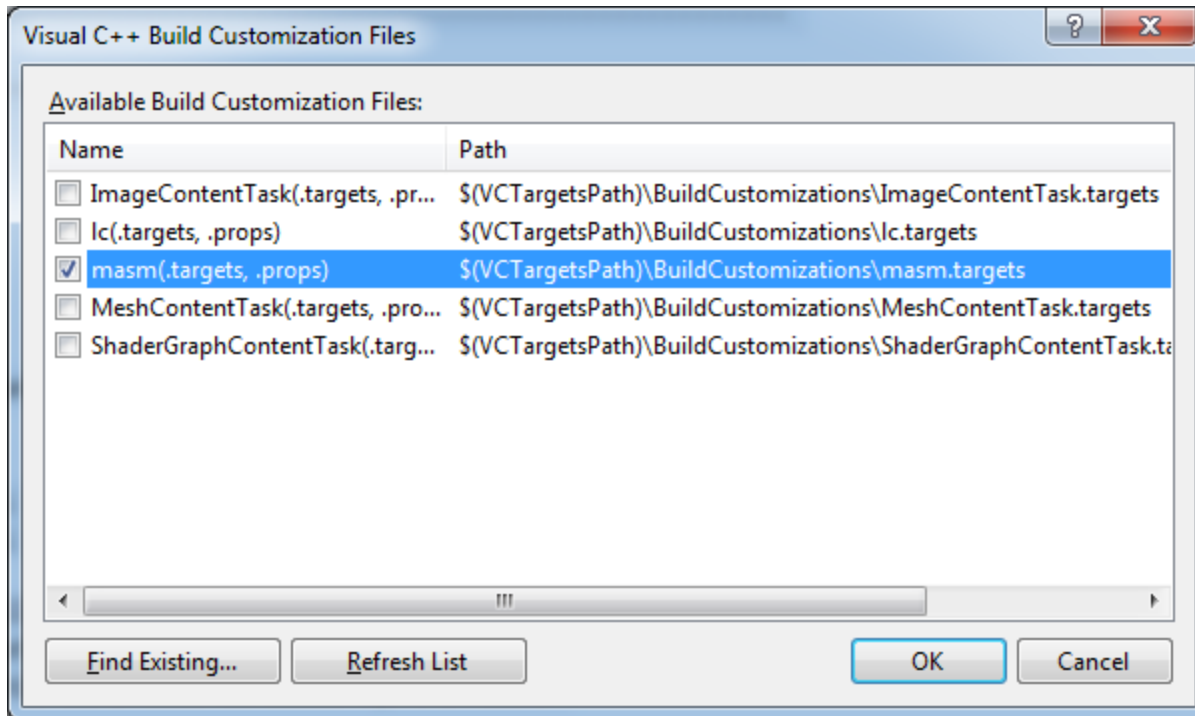 Visual C++ Build Customization Files
Available Build Customization Files:
Name Path
ImageContentTask(.targets, .pr... $(VCTargetsPath)\BuildCustomizations\ImageContentTask.targets
lc(.targets, .props) $(VCTargetsPath)\BuildCustomizations\lc.targets
masm(.targets, .props) $(VCTargetsPath)\BuildCustomizations\masm.targets
MeshContentTask(.targets, .pro... $(VCTargetsPath)\BuildCustomizations\MeshContentTask.targets
ShaderGraphContentTask(.targ... $(VCTargetsPath)\BuildCustomizations\ShaderGraphContentTask.ta
Find Existing... Refresh List OK Cancel